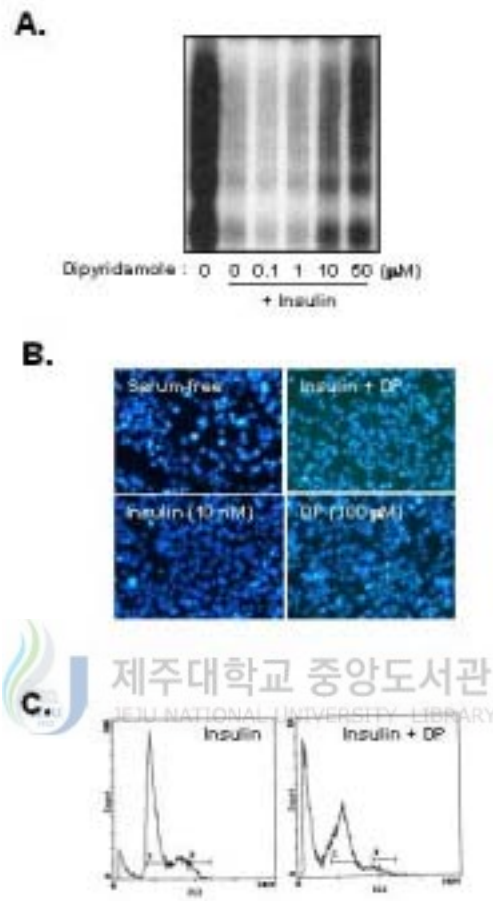 A.
Dipyridamole : 0 0 0.1 1 10 50 (μM)
+ Insulin
B.
Serum-free
Insulin + DP
Insulin (10 nM)
DP (100 μM)
제주대학교 중앙도서관
JEJU NATIONAL UNIVERSITY LIBRARY
C.
Insulin
Insulin + DP